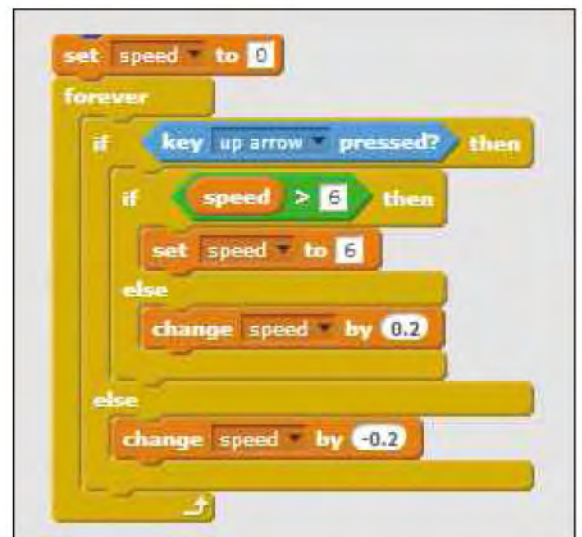 set speed to 0
forever
if key up arrow pressed? then
if speed > 6 then
set speed to 6
else
change speed by 0.2
else
change speed by -0.2